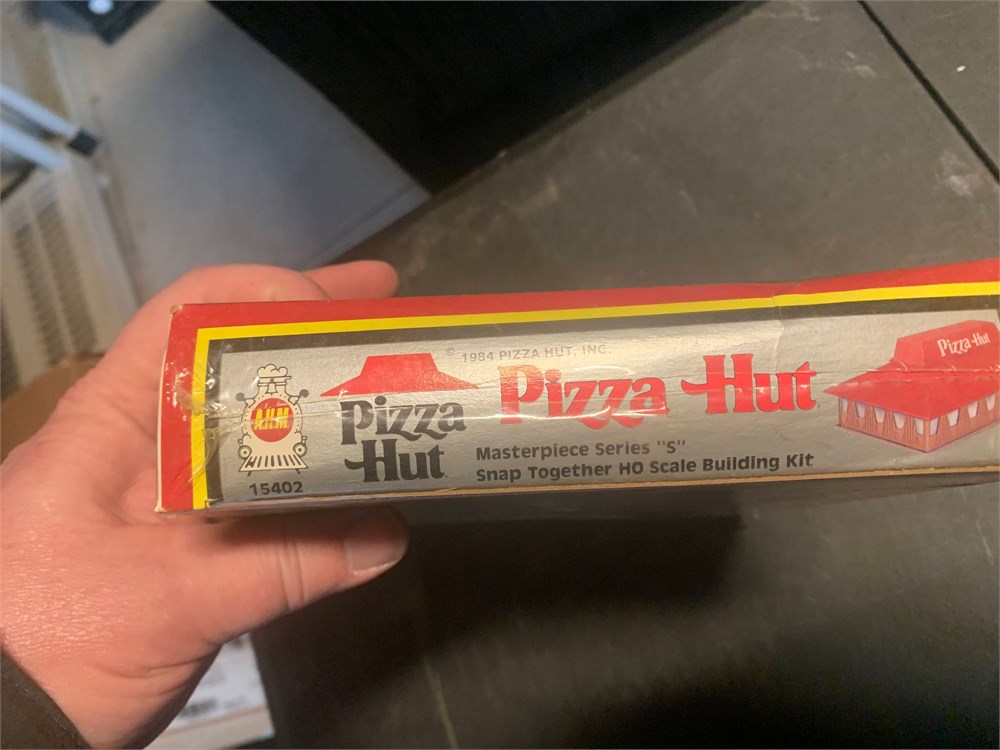 A.H.M.
15402
Pizza
Hut
© 1984 PIZZA HUT, INC.
Pizza Hut
Masterpiece Series "S"
Snap Together HO Scale Building Kit
Pizza Hut